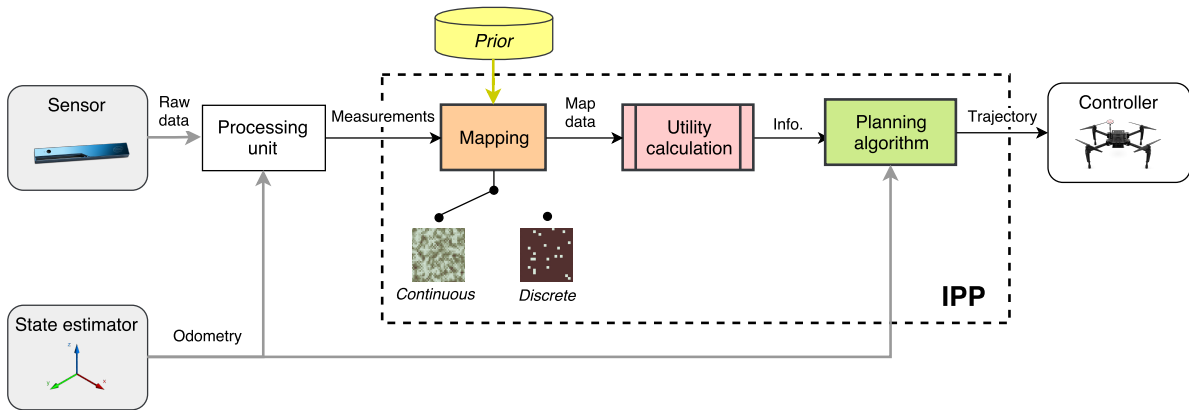 Prior
Sensor
Raw
data
Processing
unit
Measurements
Mapping
Map
data
Utility
calculation
Info.
Planning
algorithm
Trajectory
Controller
Continuous
Discrete
IPP
State estimator
z
y
x
Odometry